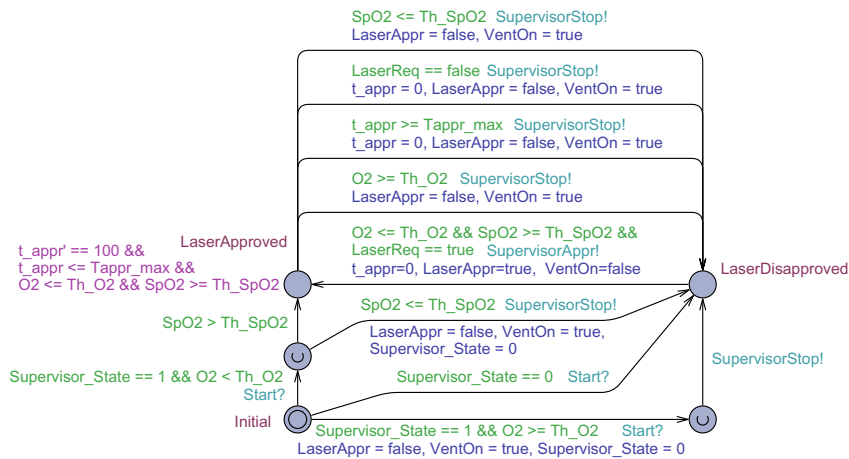 SpO2 <= Th_SpO2 SupervisorStop!
LaserAppr = false, VentOn = true
LaserReq == false SupervisorStop!
t_appr = 0, LaserAppr = false, VentOn = true
t_appr >= Tappr_max SupervisorStop!
t_appr = 0, LaserAppr = false, VentOn = true
O2 >= Th_O2 SupervisorStop!
LaserAppr = false, VentOn = true
O2 <= Th_O2 && SpO2 >= Th_SpO2 &&
LaserReq == true SupervisorAppr!
t_appr=0, LaserAppr=true, VentOn=false
LaserApproved
t_appr' == 100 &&
t_appr <= Tappr_max &&
O2 <= Th_O2 && SpO2 >= Th_SpO2
LaserDisapproved
SpO2 <= Th_SpO2 SupervisorStop!
LaserAppr = false, VentOn = true,
Supervisor_State = 0
SpO2 > Th_SpO2
SupervisorStop!
Supervisor_State == 1 && O2 < Th_O2
Start?
Supervisor_State == 0 Start?
Initial
Supervisor_State == 1 && O2 >= Th_O2 Start?
LaserAppr = false, VentOn = true, Supervisor_State = 0